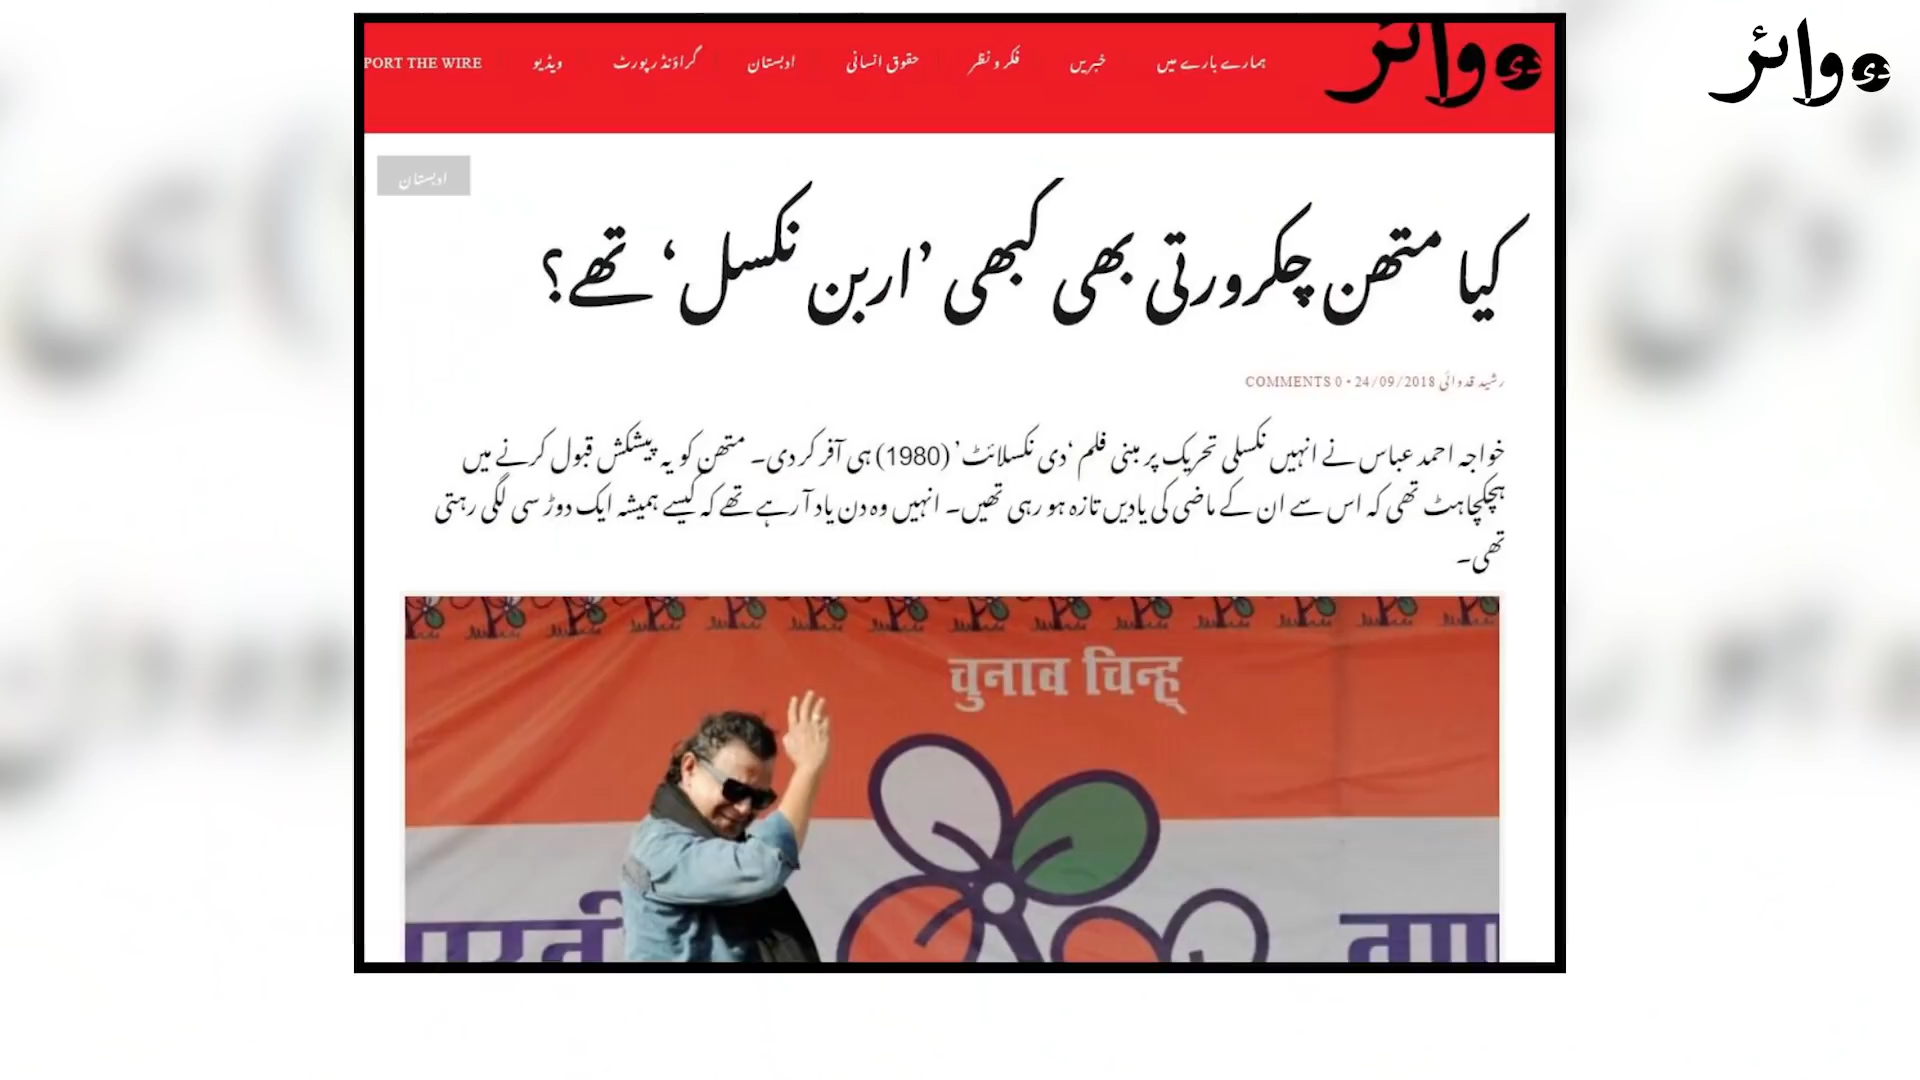 دی وائر
دی وائر
ہمارے بارے میں خبریں فکر و نظر حقوق انسانی ادبستان گراؤنڈ رپورٹ ویڈیو PORT THE WIRE
ادبستان
کیا متھن چکرورتی بھی کبھی ’اربن نکسل‘ تھے؟
رشید قدوائی 24/09/2018 • 0 COMMENTS
خواجہ احمد عباس نے انہیں نکسلی تحریک پر مبنی فلم ‘دی نکسلائٹ’ (1980) ہی آفر کر دی۔ متھن کو یہ پیشکش قبول کرنے میں
ہچکچاہٹ تھی کہ اس سے ان کے ماضی کی یادیں تازہ ہو رہی تھیں۔ انہیں وہ دن یاد آ رہے تھے کہ کیسے ہمیشہ ایک دوڑ سی لگی رہتی
تھی۔
चुनाव चिन्ह्